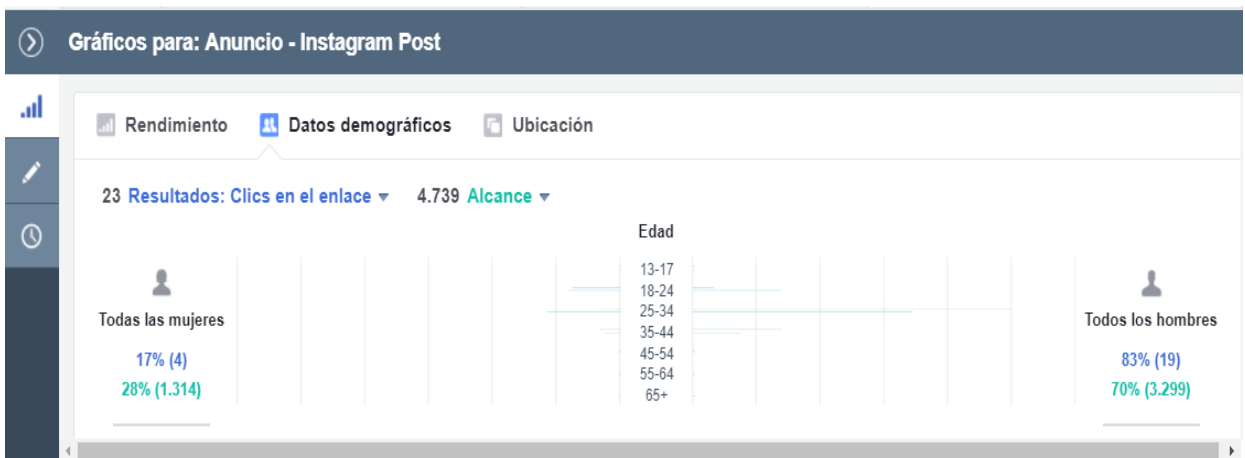 Gráficos para: Anuncio - Instagram Post
Rendimiento Datos demográficos Ubicación
23 Resultados: Clics en el enlace 4.739 Alcance
Edad
13-17
18-24
25-34
35-44
45-54
55-64
65+
Todas las mujeres
17% (4)
28% (1.314)
Todos los hombres
83% (19)
70% (3.299)